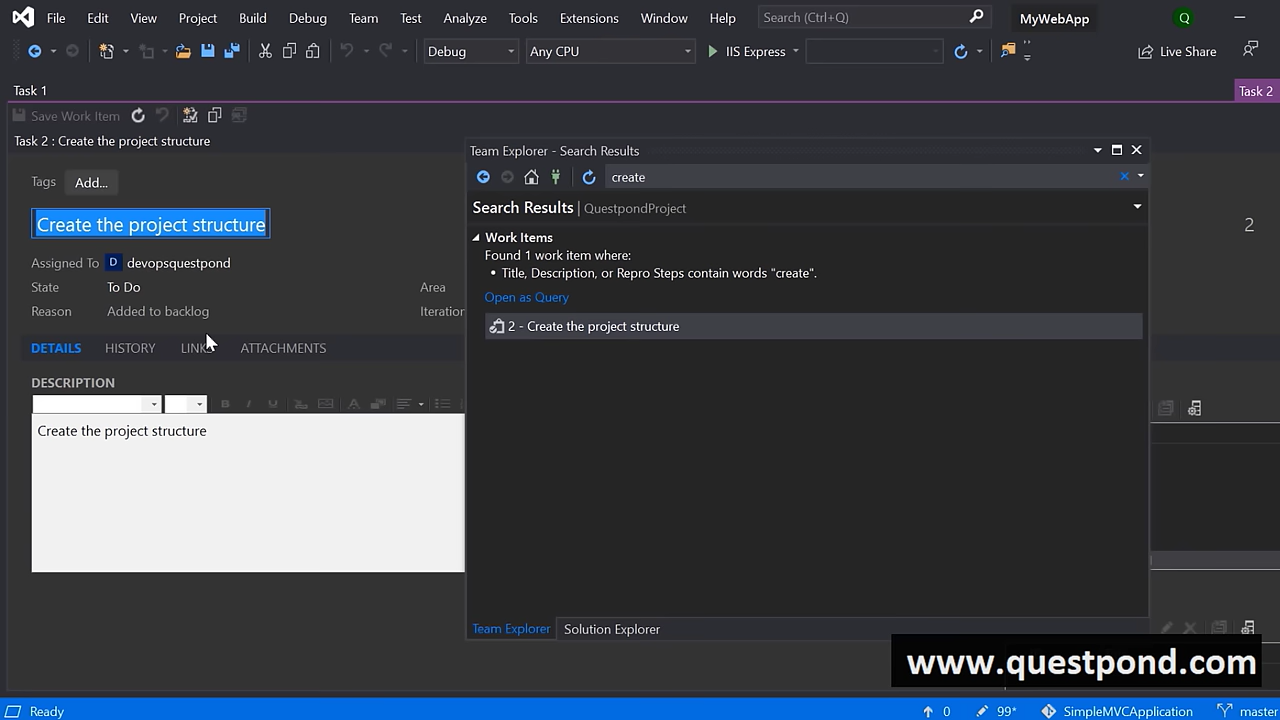 File Edit View Project Build Debug Team Test Analyze Tools Extensions Window Help Search (Ctrl+Q) MyWebApp Q
Debug Any CPU IIS Express Live Share
Task 1 Task 2
Save Work Item
Task 2 : Create the project structure
Team Explorer - Search Results
Tags Add...
create
Search Results | QuestpondProject
Create the project structure
2
Work Items
Found 1 work item where:
• Title, Description, or Repro Steps contain words "create".
Assigned To D devopsquestpond
State To Do Area
Open as Query
Reason Added to backlog Iteration
2 - Create the project structure
DETAILS HISTORY LINKS ATTACHMENTS
DESCRIPTION
Create the project structure
Team Explorer Solution Explorer
www.questpond.com
Ready 0 99* SimpleMVCApplication master